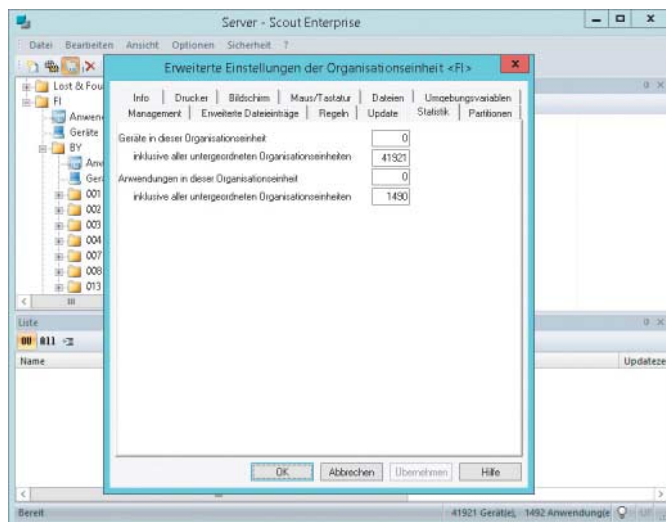 Server - Scout Enterprise
Datei Bearbeiten Ansicht Optionen Sicherheit ?
Erweiterte Einstellungen der Organisationseinheit <FI>
Lost & Fou
FI
Anwen
Geräte
BY
Anw
Ger
001
002
003
004
007
008
013
Info Drucker Bildschirm Maus/Tastatur Dateien Umgebungsvariablen
Management Erweiterte Dateieinträge Regeln Update Statistik Partitionen
Geräte in dieser Organisationseinheit 0
inklusive aller untergeordneten Organisationseinheiten 41921
Anwendungen in dieser Organisationseinheit 0
inklusive aller untergeordneten Organisationseinheiten 1490
Liste
OU All
Name Updateze
OK Abbrechen Übernehmen Hilfe
Bereit 41921 Gerät(e), 1492 Anwendung(e